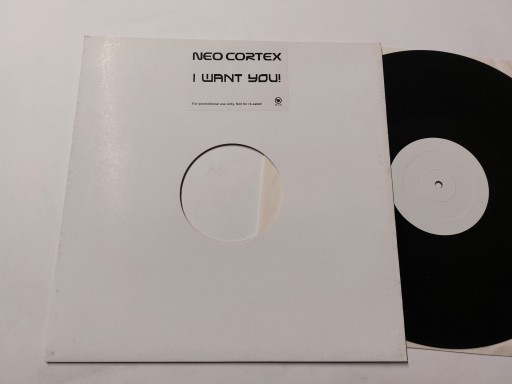 NEO CORTEX
I WANT YOU!
For promotional use only. Not for re-sale!!